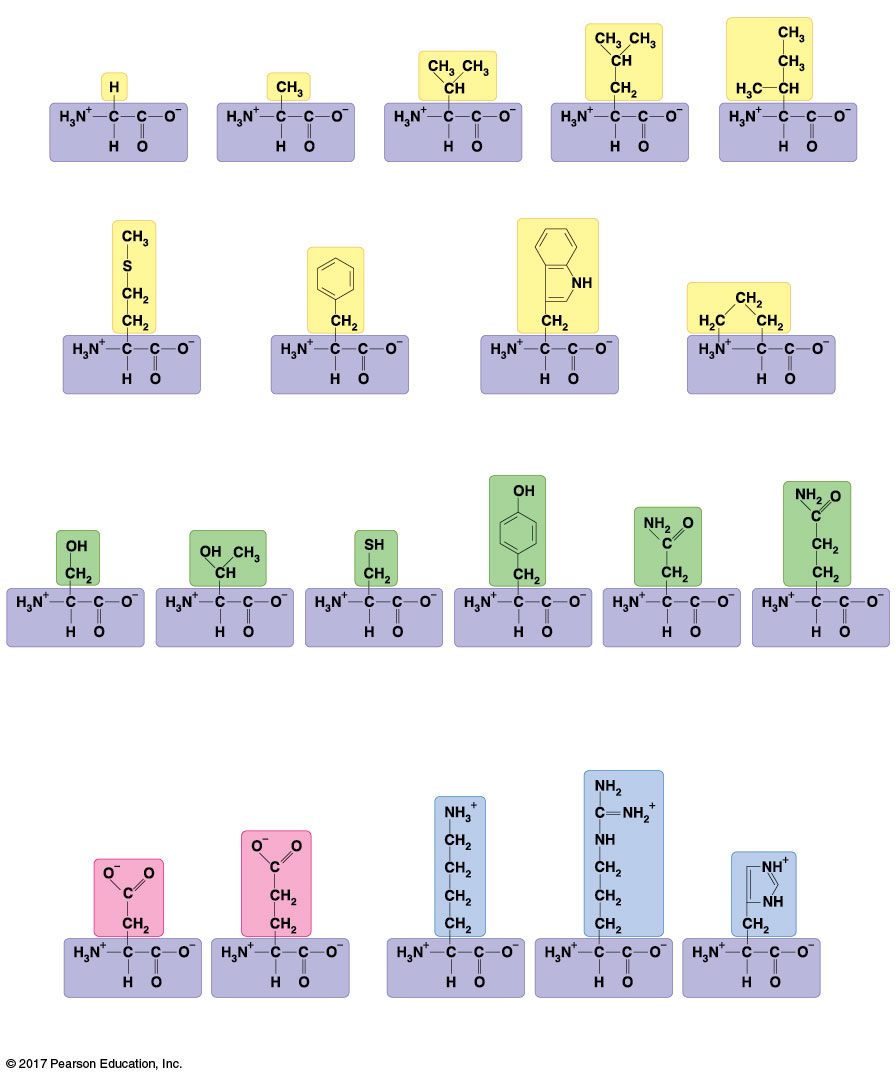 H
H₃N⁺ C C O⁻
H O
CH₃
H₃N⁺ C C O⁻
H O
CH₃ CH₃
CH
H₃N⁺ C C O⁻
H O
CH₃ CH₃
CH
CH₂
H₃N⁺ C C O⁻
H O
CH₃
CH₃
H₃C CH
H₃N⁺ C C O⁻
H O
CH₃
S
CH₂
CH₂
H₃N⁺ C C O⁻
H O
CH₂
H₃N⁺ C C O⁻
H O
NH
CH₂
H₃N⁺ C C O⁻
H O
CH₂
H₂C CH₂
H₃N⁺ C C O⁻
H O
OH
CH₂
H₃N⁺ C C O⁻
H O
OH CH₃
CH
H₃N⁺ C C O⁻
H O
SH
CH₂
H₃N⁺ C C O⁻
H O
OH
CH₂
H₃N⁺ C C O⁻
H O
NH₂ O
C
CH₂
H₃N⁺ C C O⁻
H O
NH₂ O
C
CH₂
CH₂
H₃N⁺ C C O⁻
H O
O⁻ O
C
CH₂
H₃N⁺ C C O⁻
H O
O⁻ O
C
CH₂
CH₂
H₃N⁺ C C O⁻
H O
NH₃⁺
CH₂
CH₂
CH₂
CH₂
H₃N⁺ C C O⁻
H O
NH₂
C=NH₂⁺
NH
CH₂
CH₂
CH₂
H₃N⁺ C C O⁻
H O
NH⁺
NH
CH₂
H₃N⁺ C C O⁻
H O
© 2017 Pearson Education, Inc.